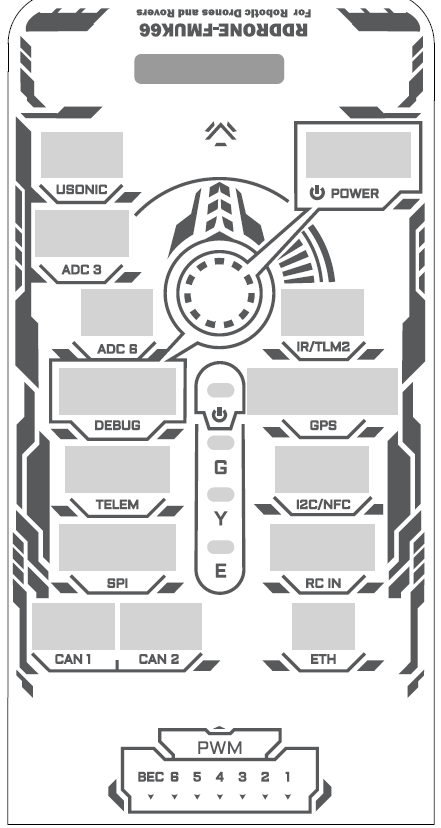 RDDRONE-FMUK66
For Robotic Drones and Rovers
USONIC
POWER
ADC 3
ADC 6
IR/TLM2
DEBUG
GPS
G
TELEM
I2C/NFC
Y
SPI
E
RC IN
CAN 1
CAN 2
ETH
PWM
BEC 6 5 4 3 2 1